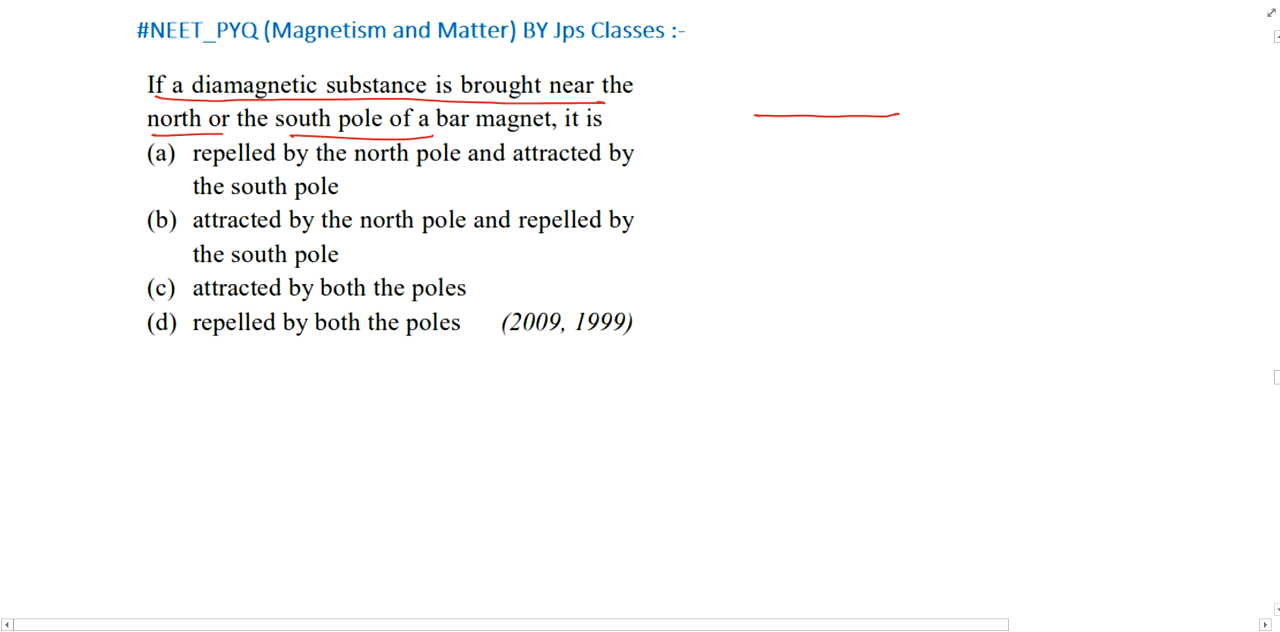 #NEET_PYQ (Magnetism and Matter) BY Jps Classes :-
If a diamagnetic substance is brought near the
north or the south pole of a bar magnet, it is
(a) repelled by the north pole and attracted by
the south pole
(b) attracted by the north pole and repelled by
the south pole
(c) attracted by both the poles
(d) repelled by both the poles (2009, 1999)